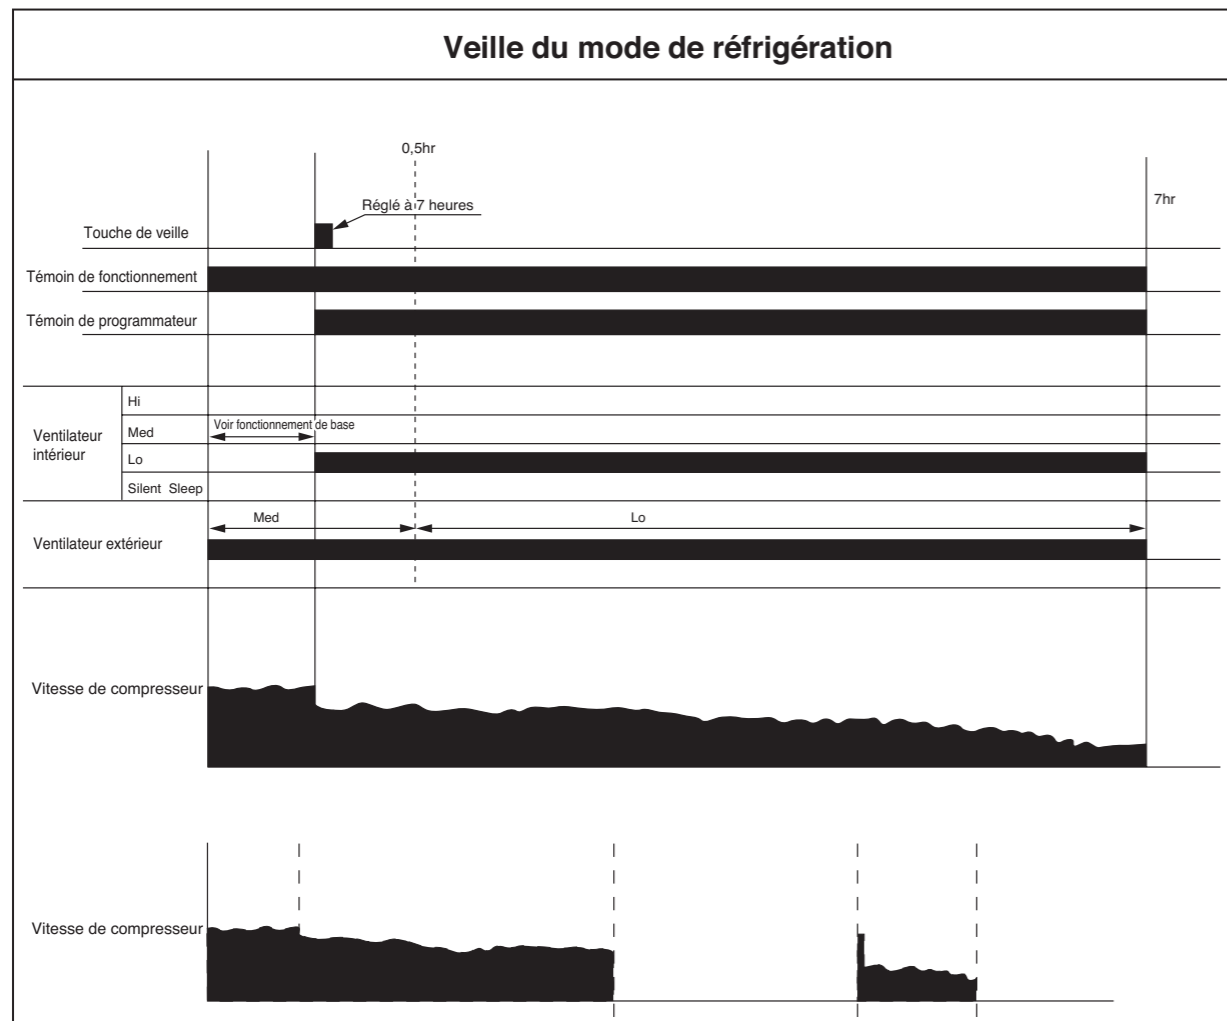 Veille du mode de réfrigération
0,5hr
7hr
Réglé à 7 heures
Touche de veille
Témoin de fonctionnement
Témoin de programmateur
Hi
Voir fonctionnement de base
Ventilateur
intérieur
Med
Lo
Silent Sleep
Med
Lo
Ventilateur extérieur
Vitesse de compresseur
Vitesse de compresseur